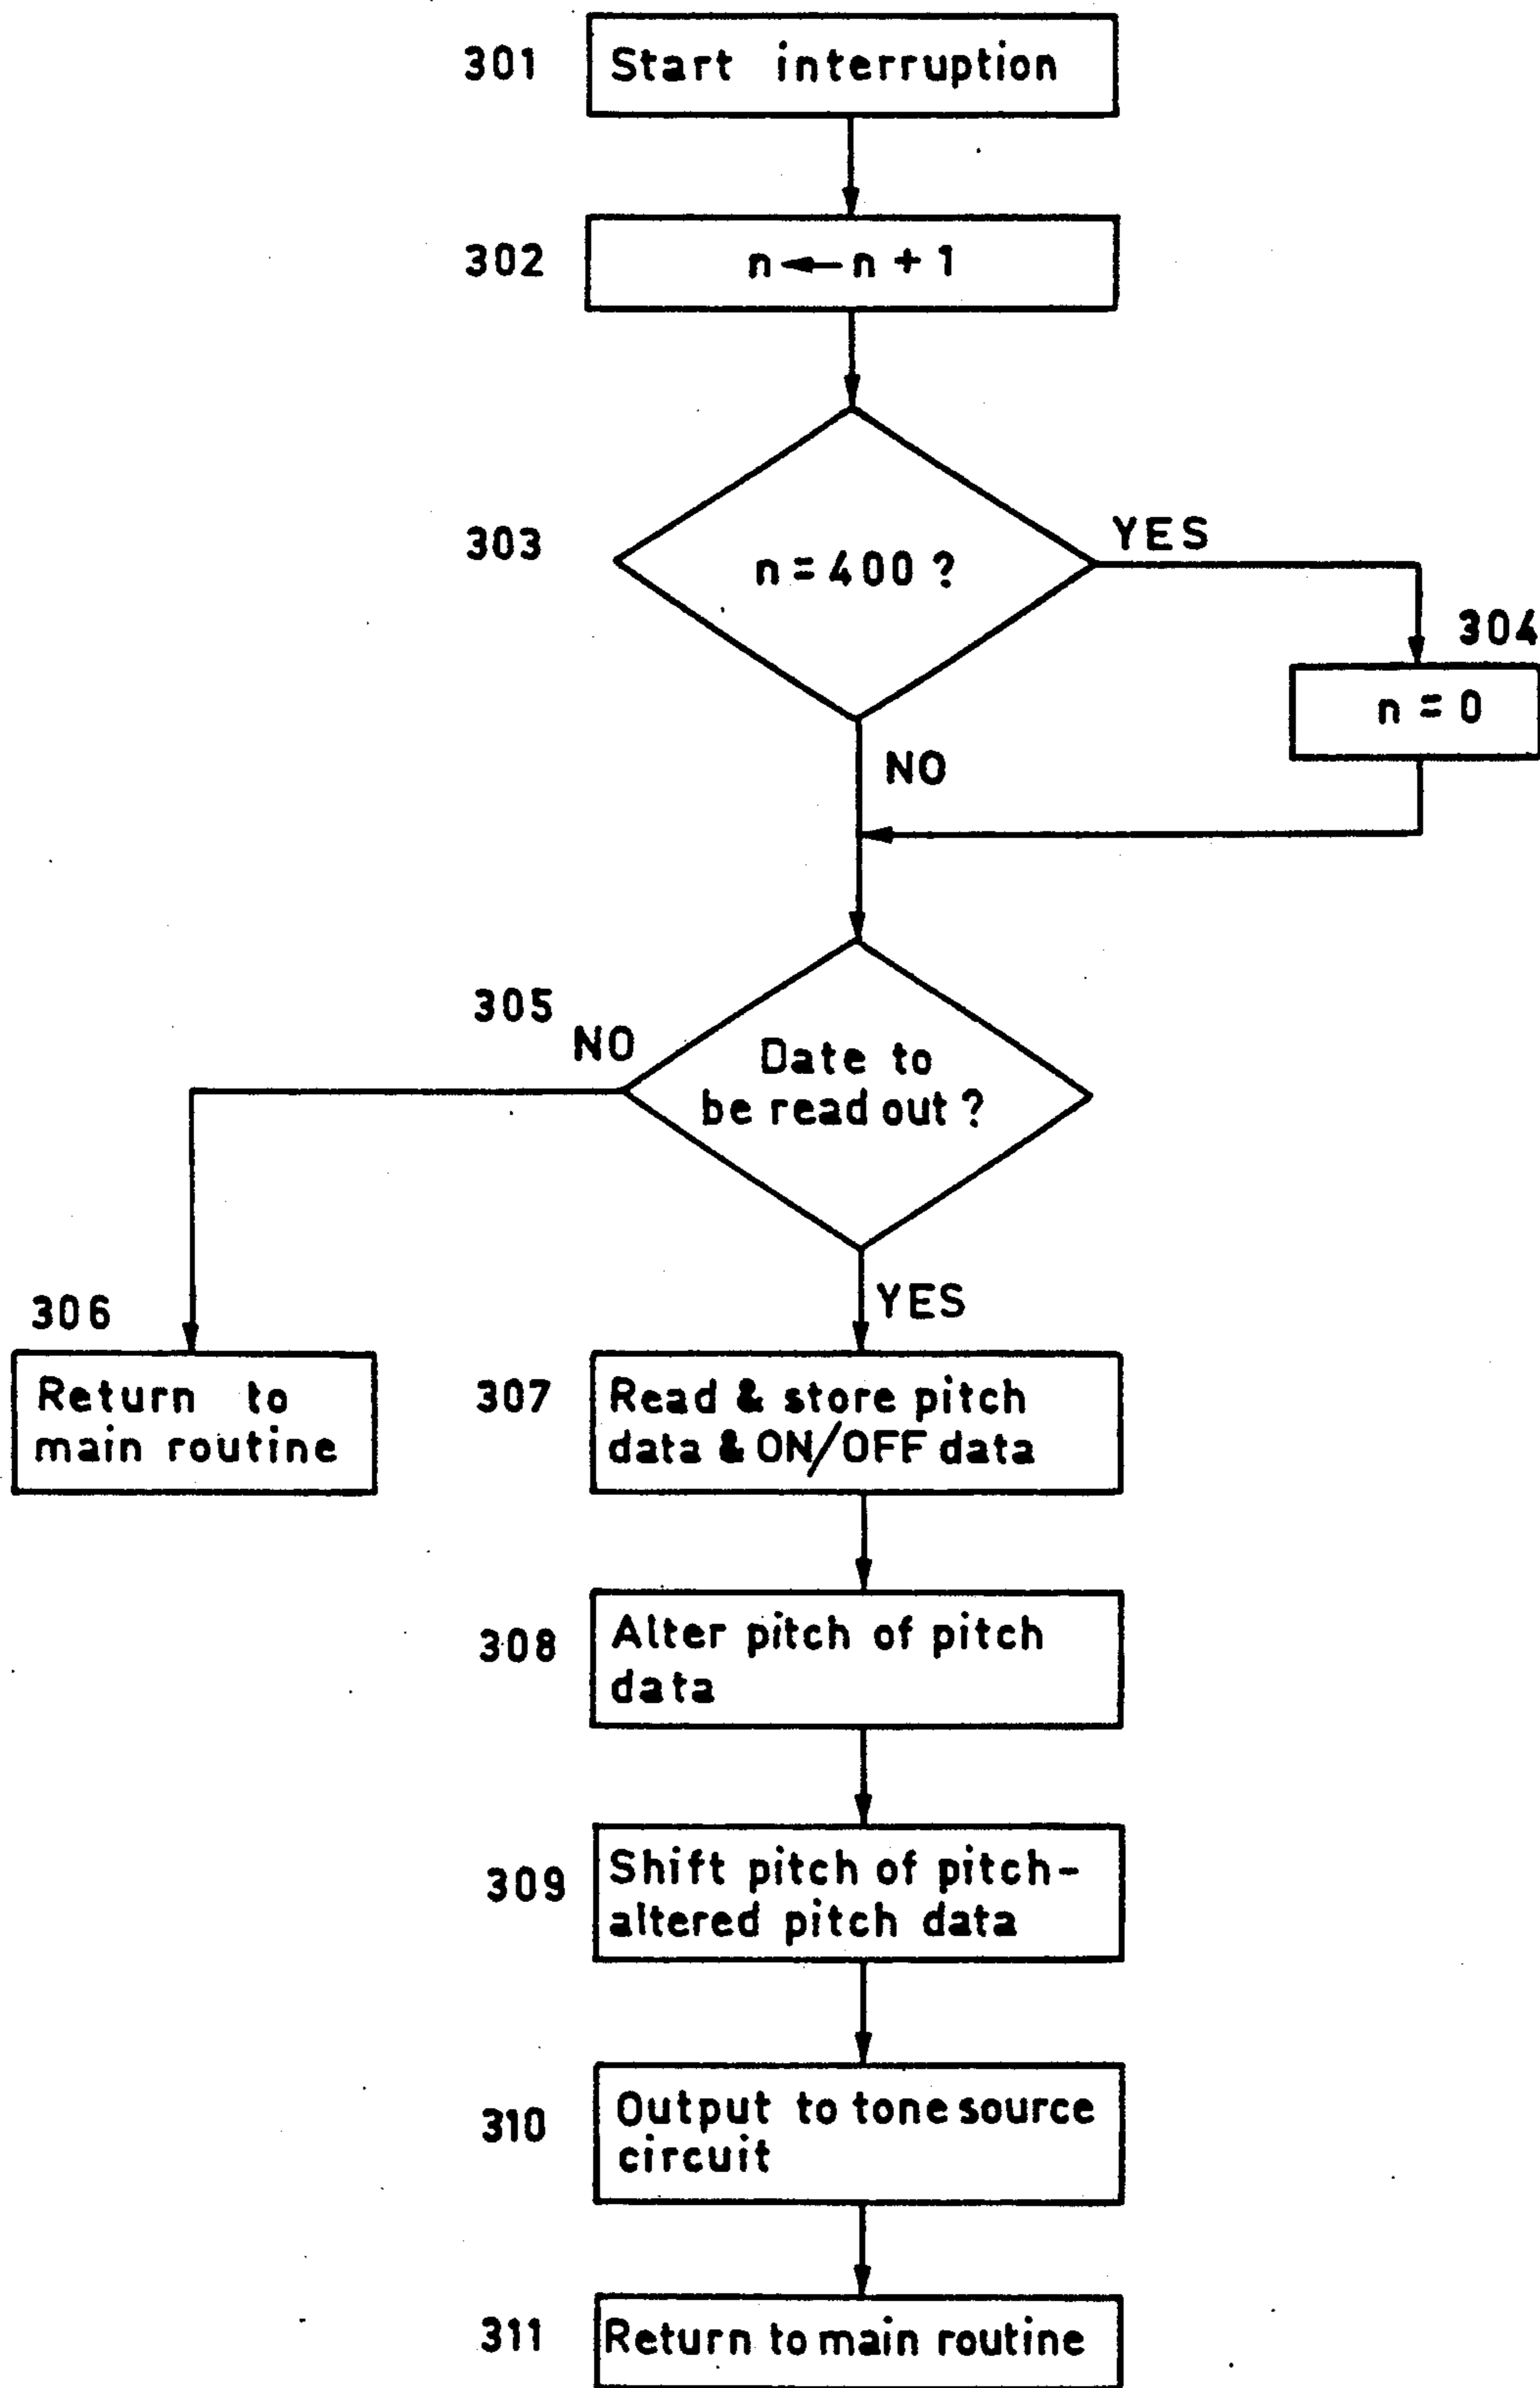 301
Start interruption
302
n ← n + 1
303
n = 400 ?
YES
304
n = 0
NO
305
NO
Date to
be read out ?
YES
306
Return to
main routine
307
Read & store pitch
data & ON/OFF data
308
Alter pitch of pitch
data
309
Shift pitch of pitch-
altered pitch data
310
Output to tone source
circuit
311
Return to main routine